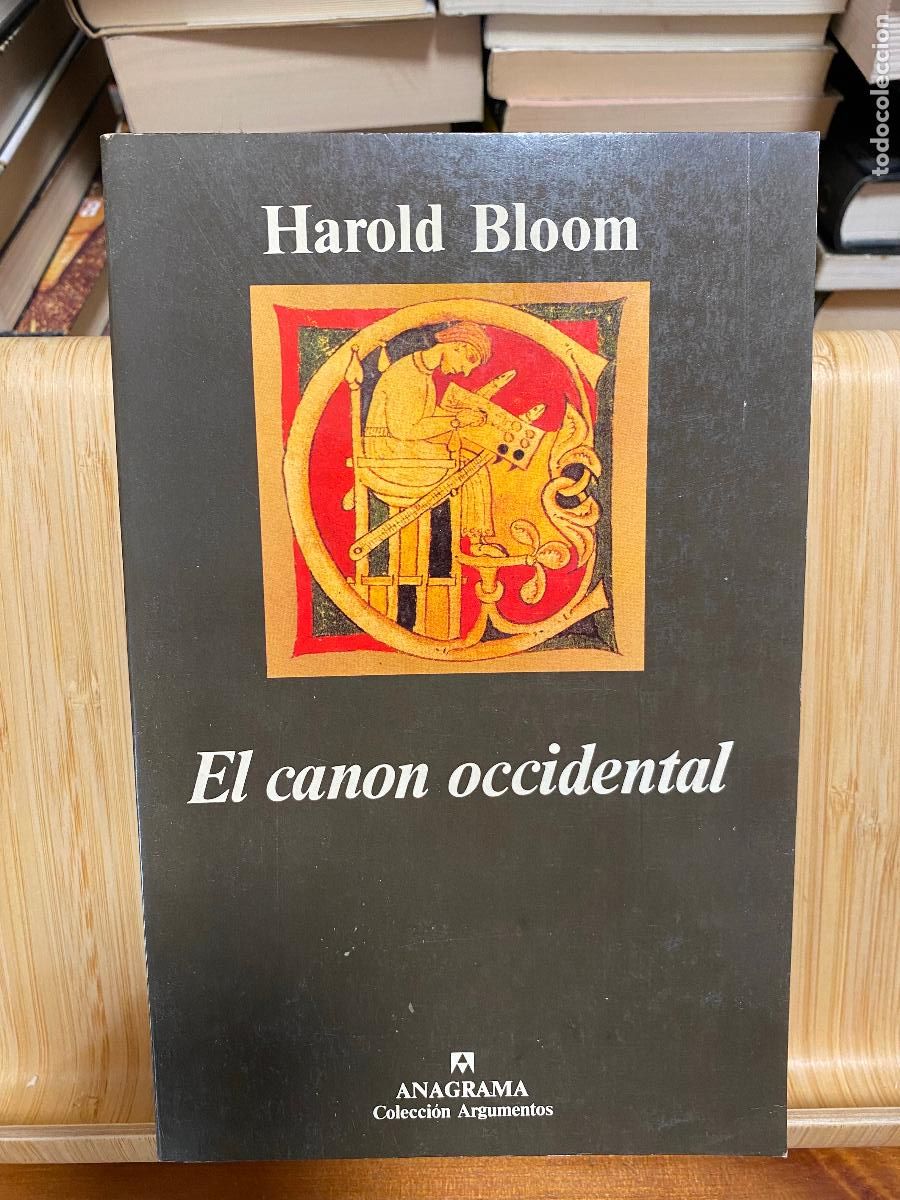 Harold Bloom
El canon occidental
ANAGRAMA
Colección Argumentos
todocoleccion